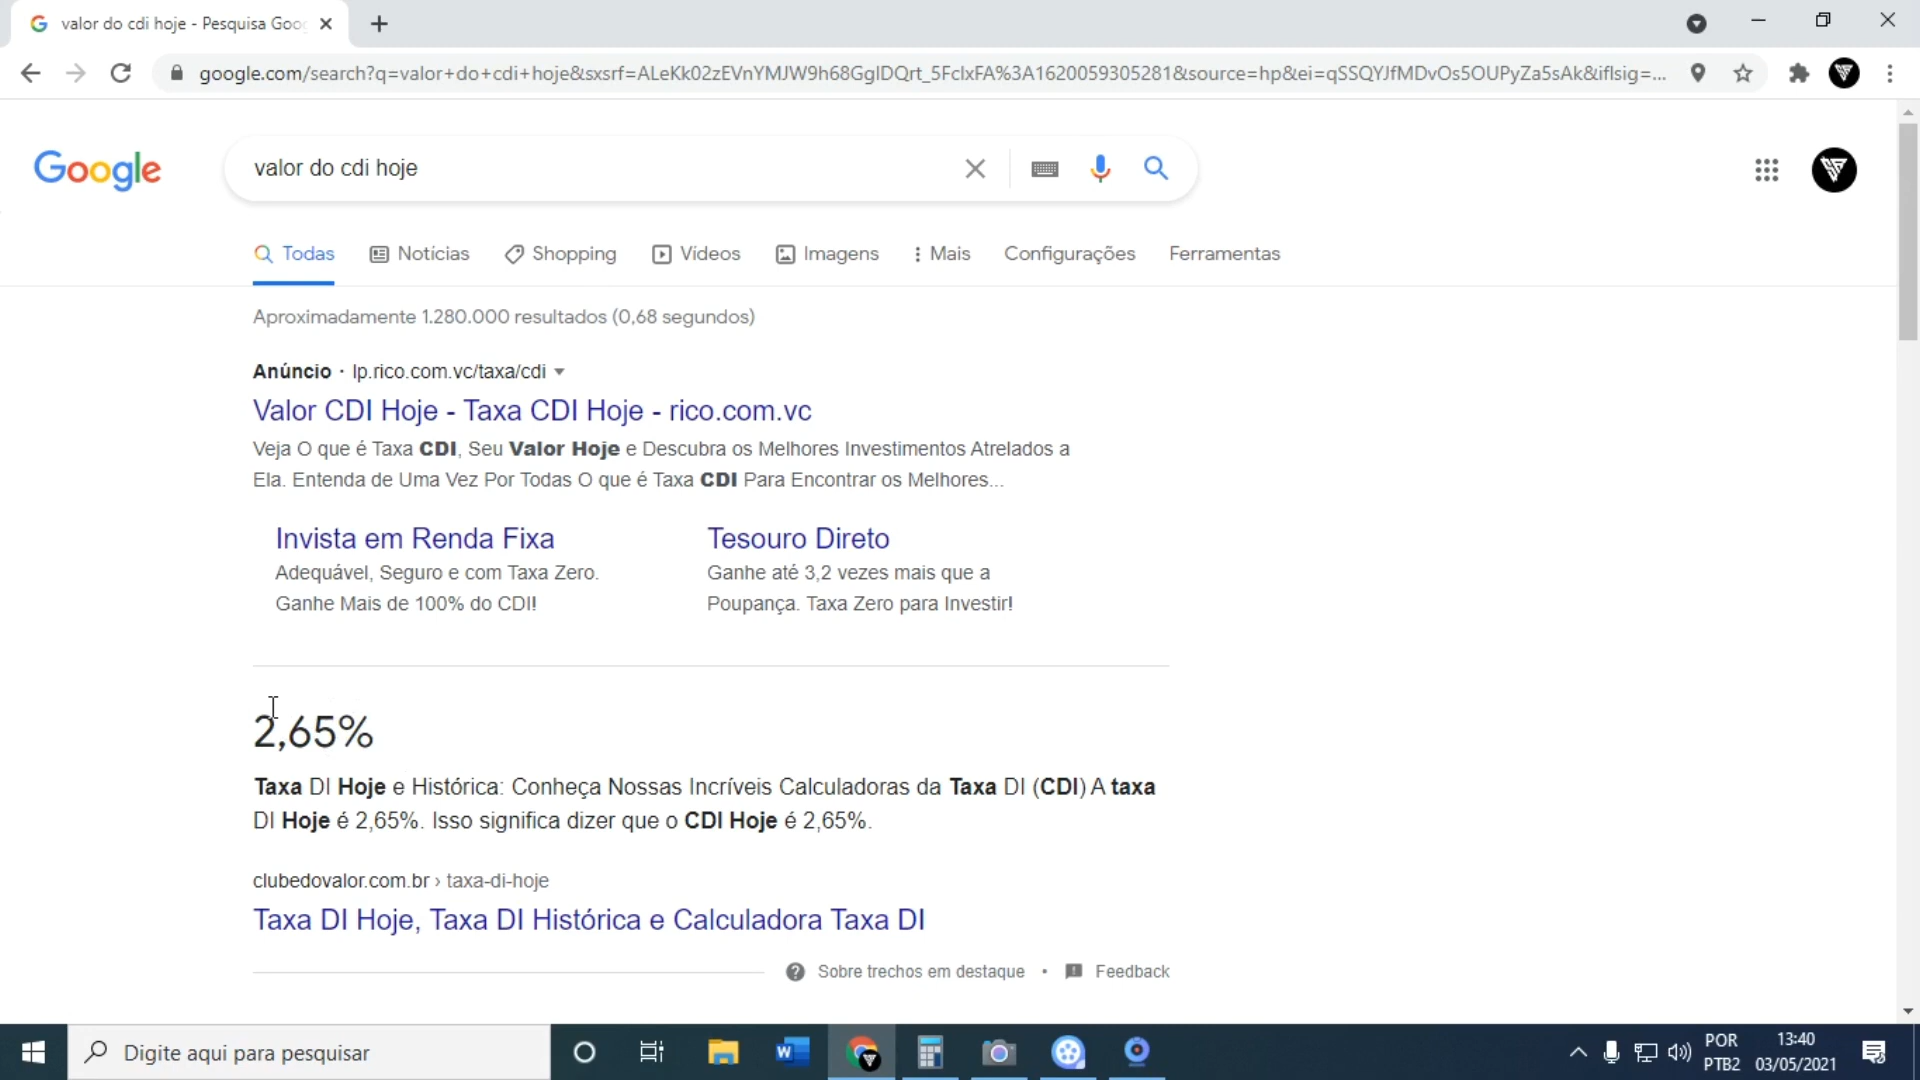 valor do cdi hoje - Pesquisa Goo
google.com/search?q=valor+do+cdi+hoje&sxsrf=ALeKk02zEVnYMJW9h68GgIDQrt_5FclxFA%3A1620059305281&source=hp&ei=qSSQYJfMDvOs5OUPyZa5sAk&iflsig=...
Google
valor do cdi hoje
Todas Notícias Shopping Vídeos Imagens Mais Configurações Ferramentas
Aproximadamente 1.280.000 resultados (0,68 segundos)
Anúncio · lp.rico.com.vc/taxa/cdi
Valor CDI Hoje - Taxa CDI Hoje - rico.com.vc
Veja O que é Taxa CDI, Seu Valor Hoje e Descubra os Melhores Investimentos Atrelados a
Ela. Entenda de Uma Vez Por Todas O que é Taxa CDI Para Encontrar os Melhores...
Invista em Renda Fixa
Adequável, Seguro e com Taxa Zero.
Ganhe Mais de 100% do CDI!
Tesouro Direto
Ganhe até 3,2 vezes mais que a
Poupança. Taxa Zero para Investir!
2,65%
Taxa DI Hoje e Histórica: Conheça Nossas Incríveis Calculadoras da Taxa DI (CDI) A taxa
DI Hoje é 2,65%. Isso significa dizer que o CDI Hoje é 2,65%.
clubedovalor.com.br › taxa-di-hoje
Taxa DI Hoje, Taxa DI Histórica e Calculadora Taxa DI
Sobre trechos em destaque • Feedback
Digite aqui para pesquisar
POR
PTB2
13:40
03/05/2021